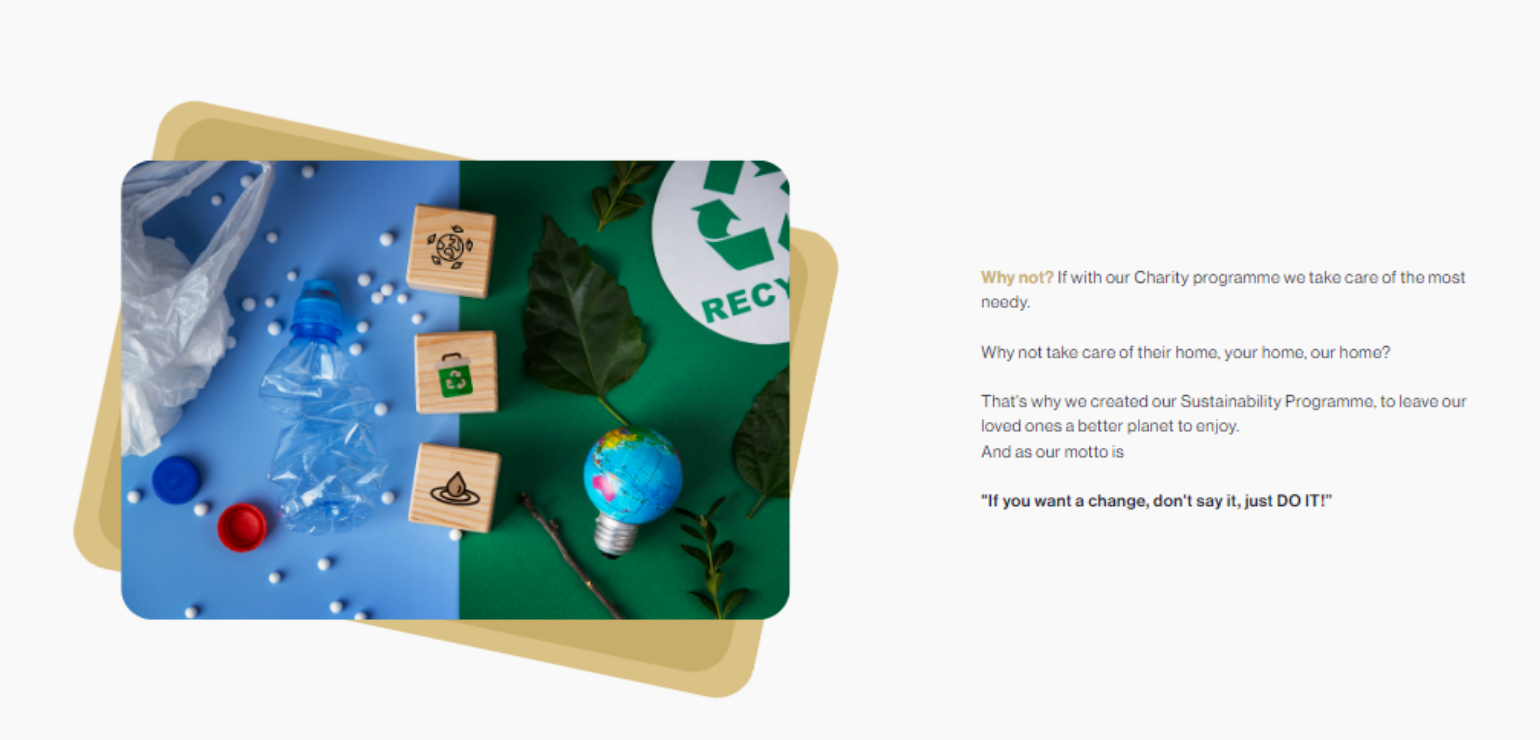 RECY
Why not? If with our Charity programme we take care of the most
needy.
Why not take care of their home, your home, our home?
That's why we created our Sustainability Programme, to leave our
loved ones a better planet to enjoy.
And as our motto is
"If you want a change, don't say it, just DO IT!"